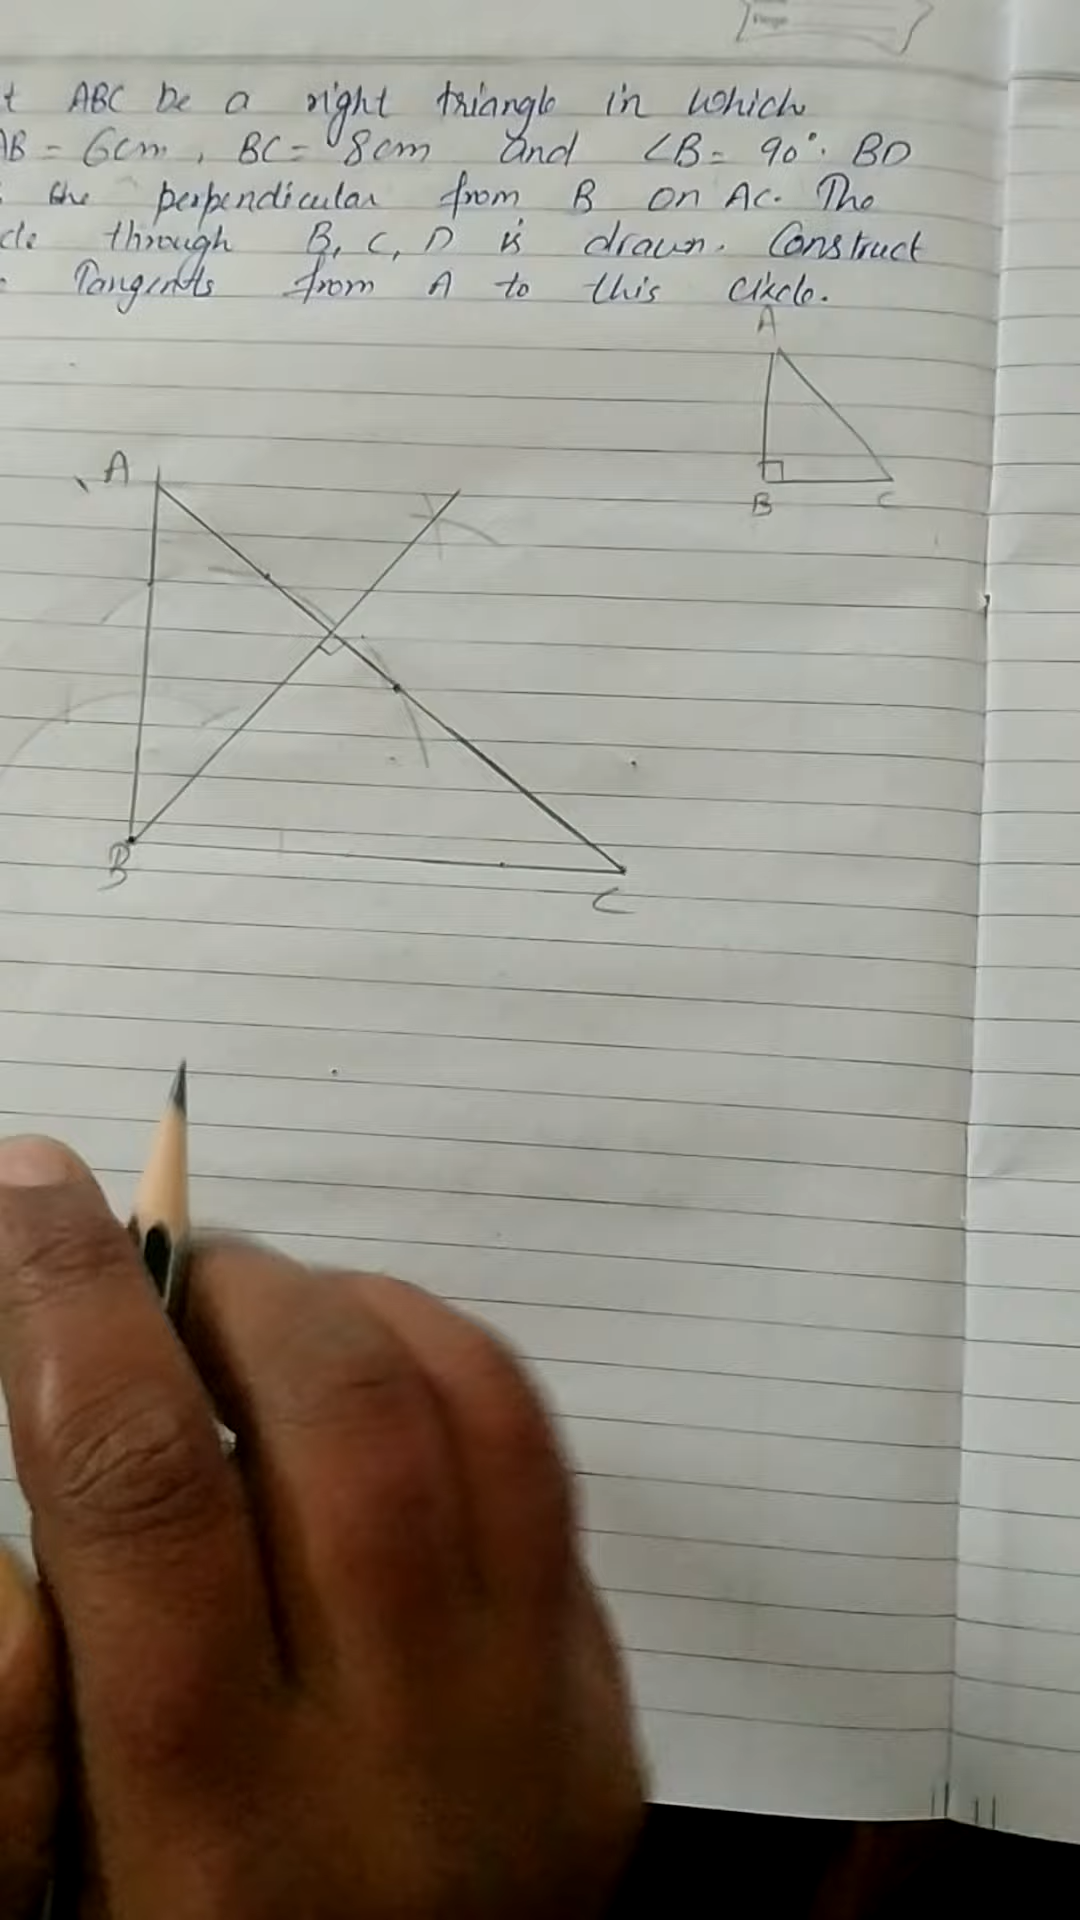 Page
t ABC be a right triangle in which
AB = 6cm, BC = 8cm and ∠B = 90°. BD
the perpendicular from B on AC. The
cle through B, C, D is drawn. Construct
Tangents from A to this circle.
A
B C
A
B
C